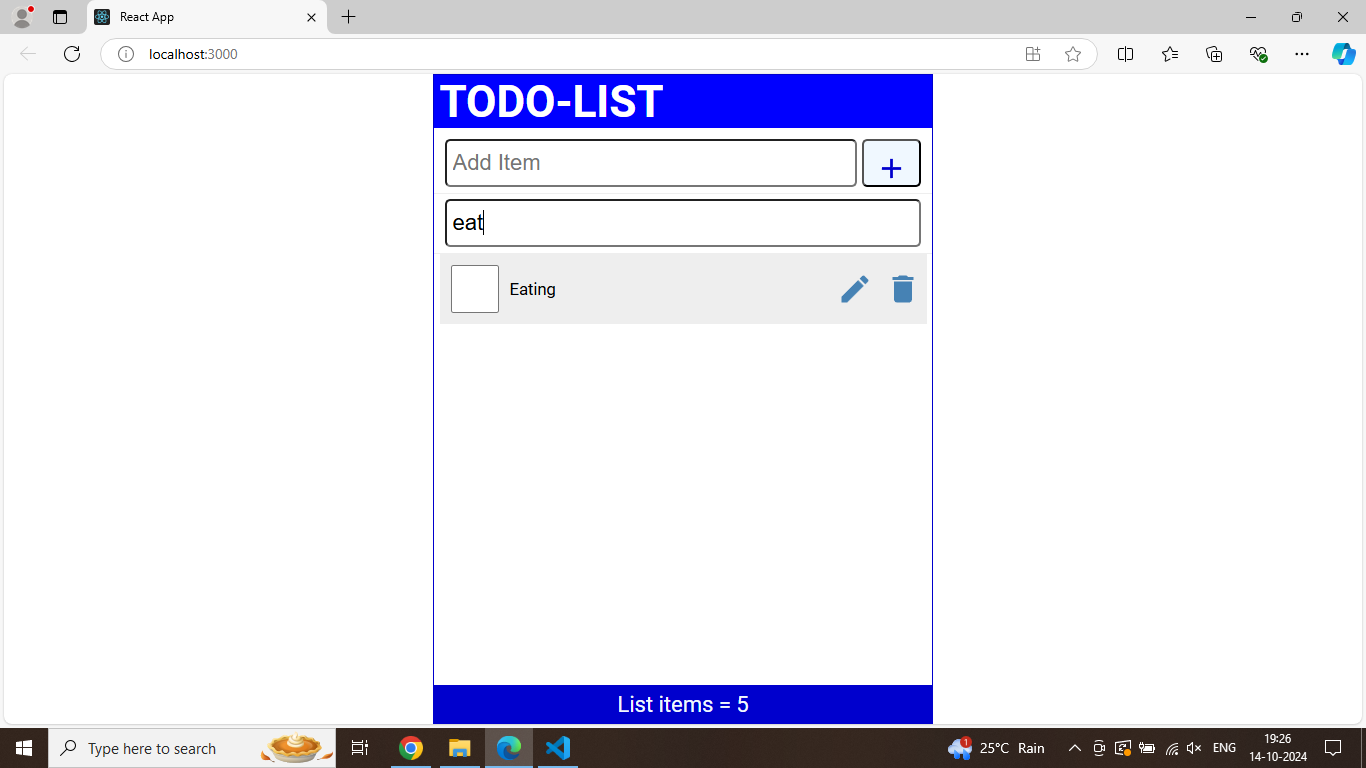 React App
localhost:3000
TODO-LIST
Add Item
+
eat
Eating
List items = 5
Type here to search
1
25°C Rain
ENG
19:26
14-10-2024